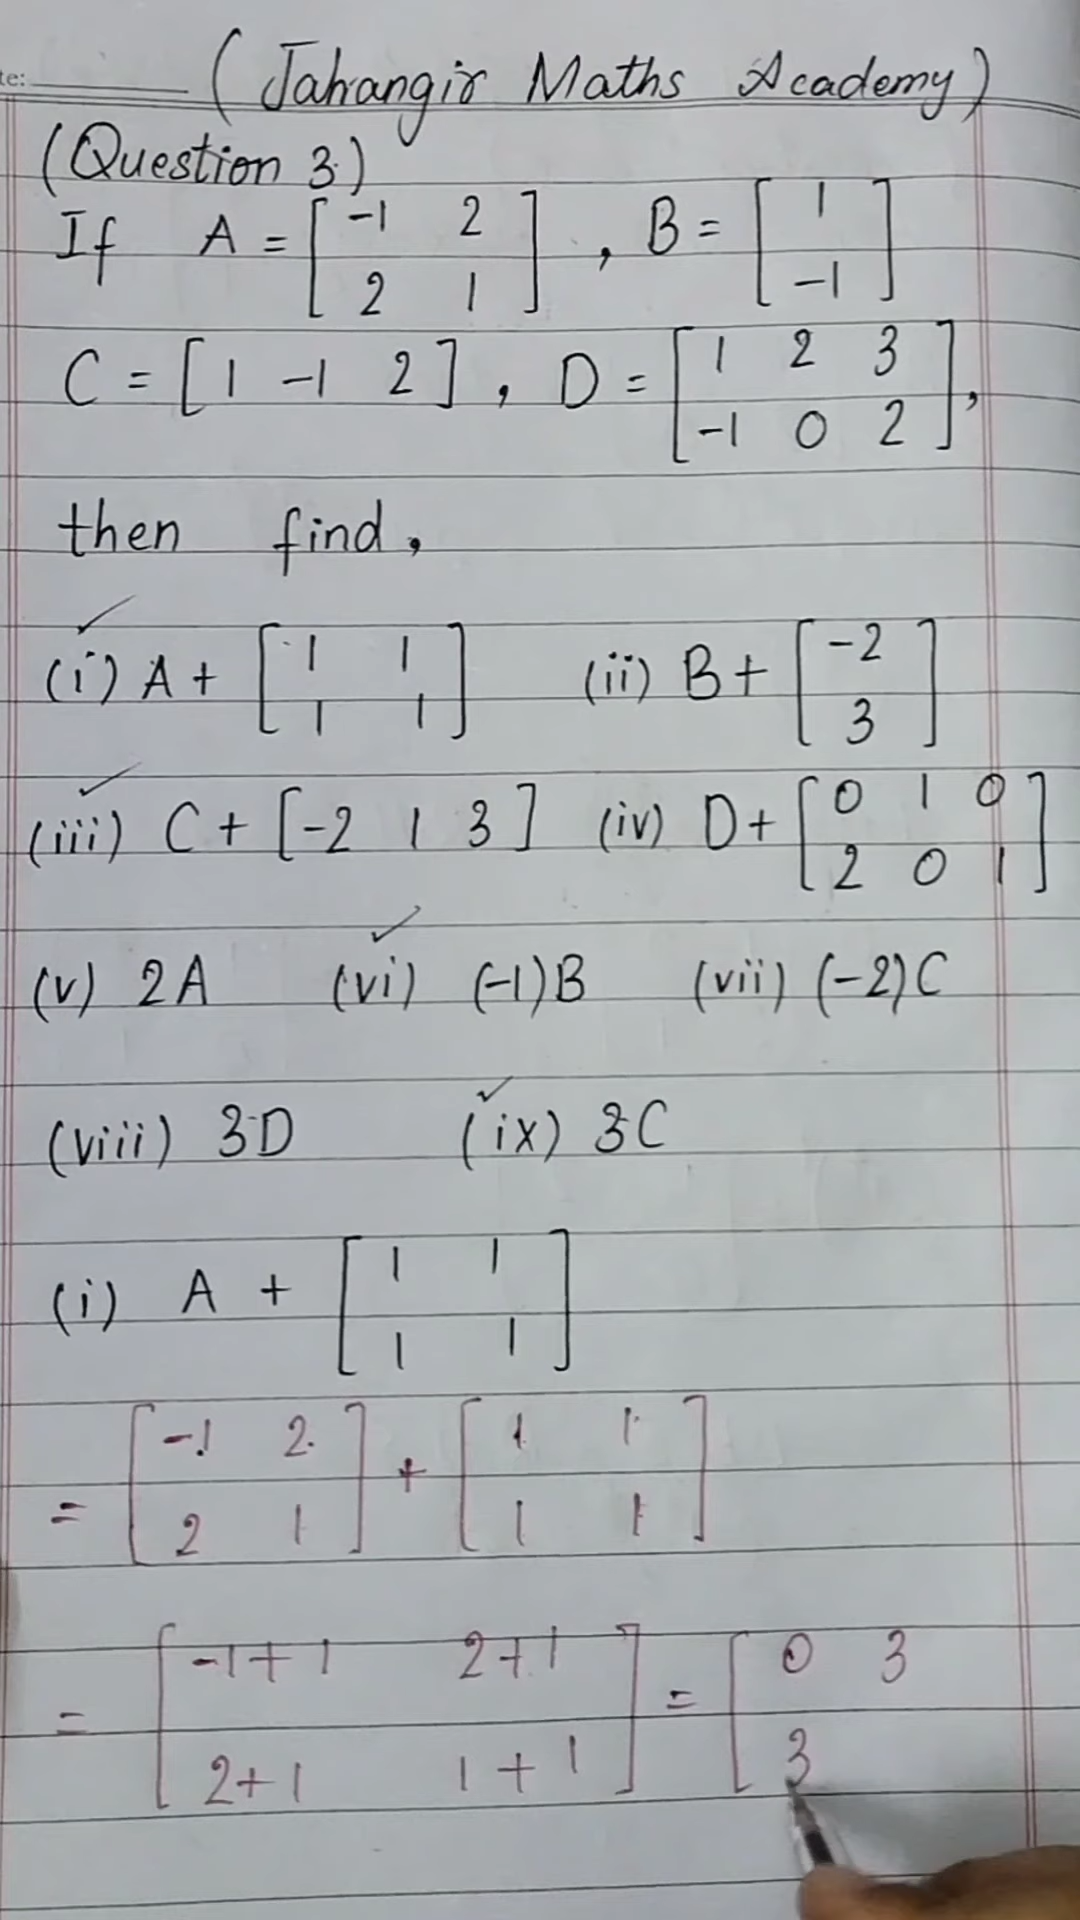 te:
(Jahangir Maths Academy)
(Question 3.)
If A = [ -1 2 ] , B = [ 1 ]
[ 2 1 ] [ -1 ]
C = [ 1 -1 2 ] , D = [ 1 2 3 ] ,
[ -1 0 2 ]
then find,
✓
(i) A + [ 1 1 ] (ii) B + [ -2 ]
[ 1 1 ] [ 3 ]
✓
(iii) C + [ -2 1 3 ] (iv) D + [ 0 1 0 ]
[ 2 0 1 ]
✓
(v) 2A (vi) (-1)B (vii) (-2)C
✓
(viii) 3D (ix) 3C
(i) A + [ 1 1 ]
[ 1 1 ]
= [ -1 2 ] + [ 1 1 ]
[ 2 1 ] [ 1 1 ]
= [ -1+1 2+1 ] = [ 0 3
[ 2+1 1+1 ] [ 3